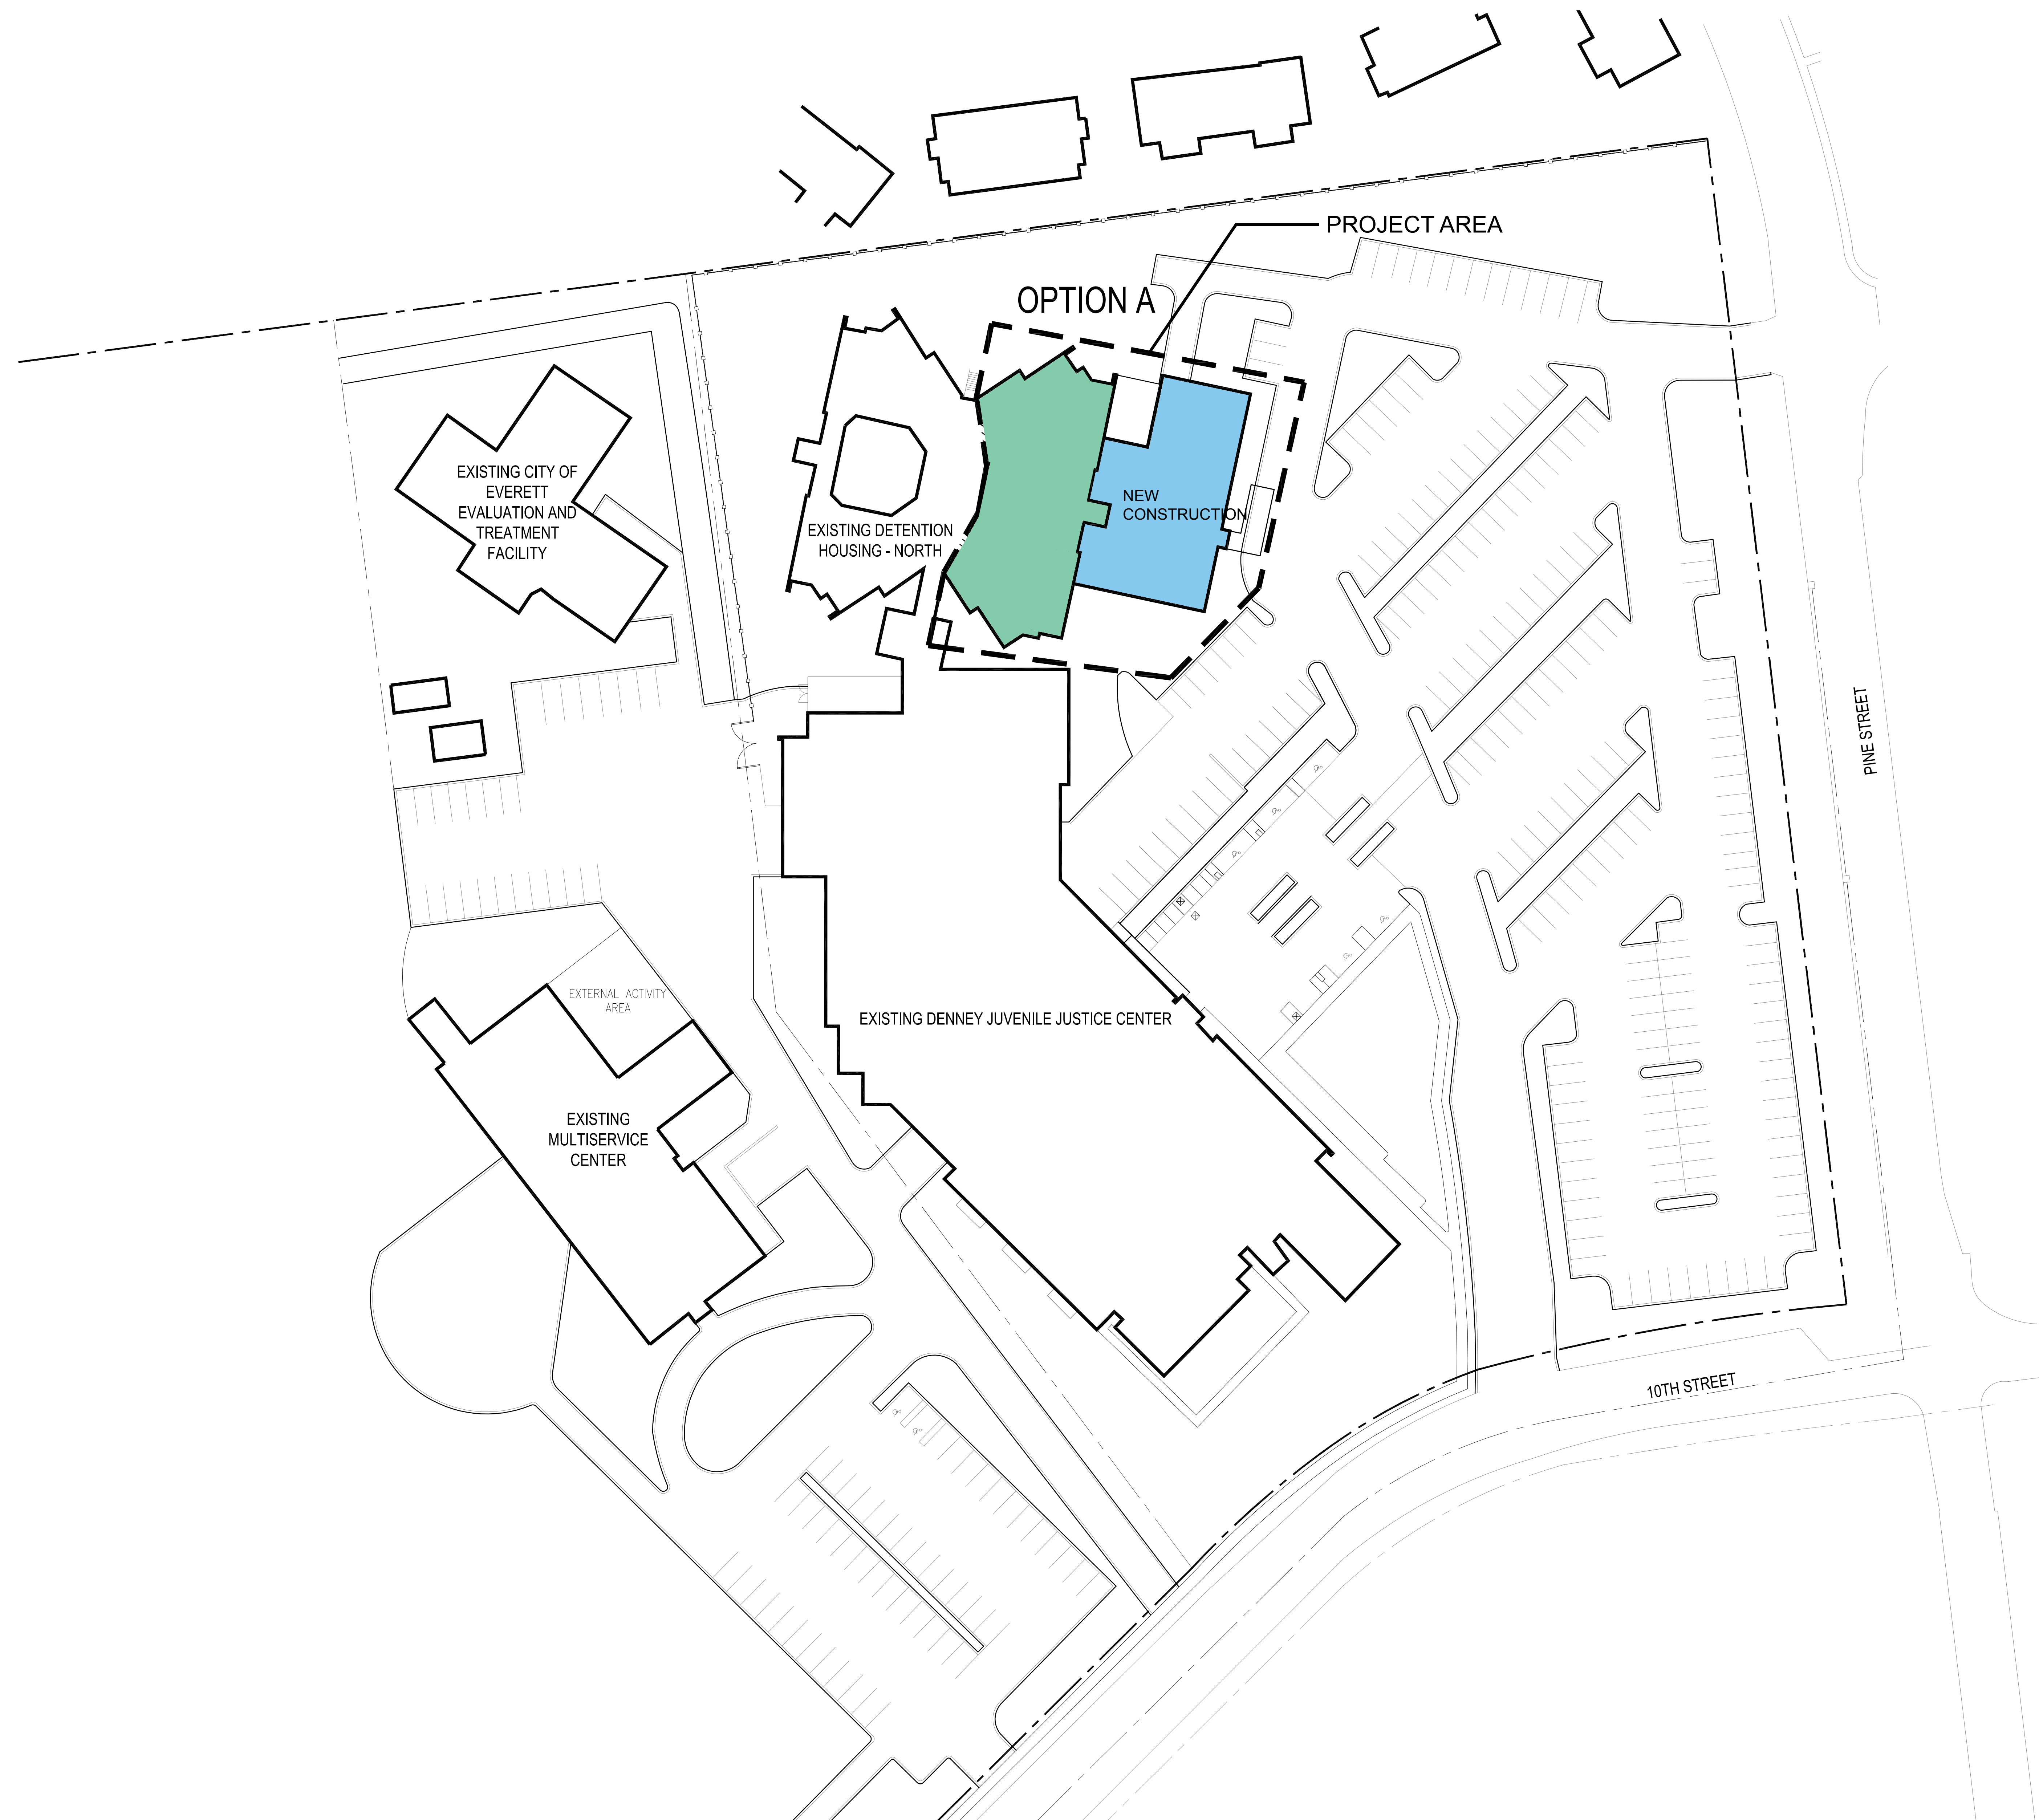 PROJECT AREA
OPTION A
EXISTING CITY OF
EVERETT
EVALUATION AND
TREATMENT
FACILITY
NEW
CONSTRUCTION
EXISTING DETENTION
HOUSING - NORTH
PINE STREET
EXTERNAL ACTIVITY
AREA
EXISTING DENNEY JUVENILE JUSTICE CENTER
EXISTING
MULTISERVICE
CENTER
10TH STREET